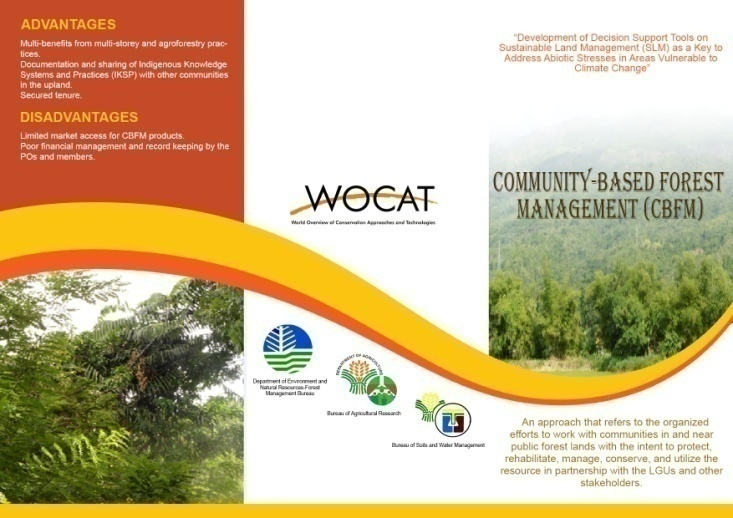 ADVANTAGES
Multi-benefits from multi-storey and agroforestry prac-
tices.
Documentation and sharing of Indigenous Knowledge
Systems and Practices (IKSP) with other communities
in the upland.
Secured tenure.
DISADVANTAGES
Limited market access for CBFM products.
Poor financial management and record keeping by the
POs and members.
WOCAT
World Overview of Conservation Approaches and Technologies
Department of Environment and
Natural Resources-Forest
Management Bureau
DEPARTMENT OF AGRICULTURE
Bureau of Agricultural Research
Bureau of Soils and Water Management
"Development of Decision Support Tools on
Sustainable Land Management (SLM) as a Key to
Address Abiotic Stresses in Areas Vulnerable to
Climate Change"
COMMUNITY-BASED FOREST
MANAGEMENT (CBFM)
An approach that refers to the organized
efforts to work with communities in and near
public forest lands with the intent to protect,
rehabilitate, manage, conserve, and utilize the
resource in partnership with the LGUs and other
stakeholders.